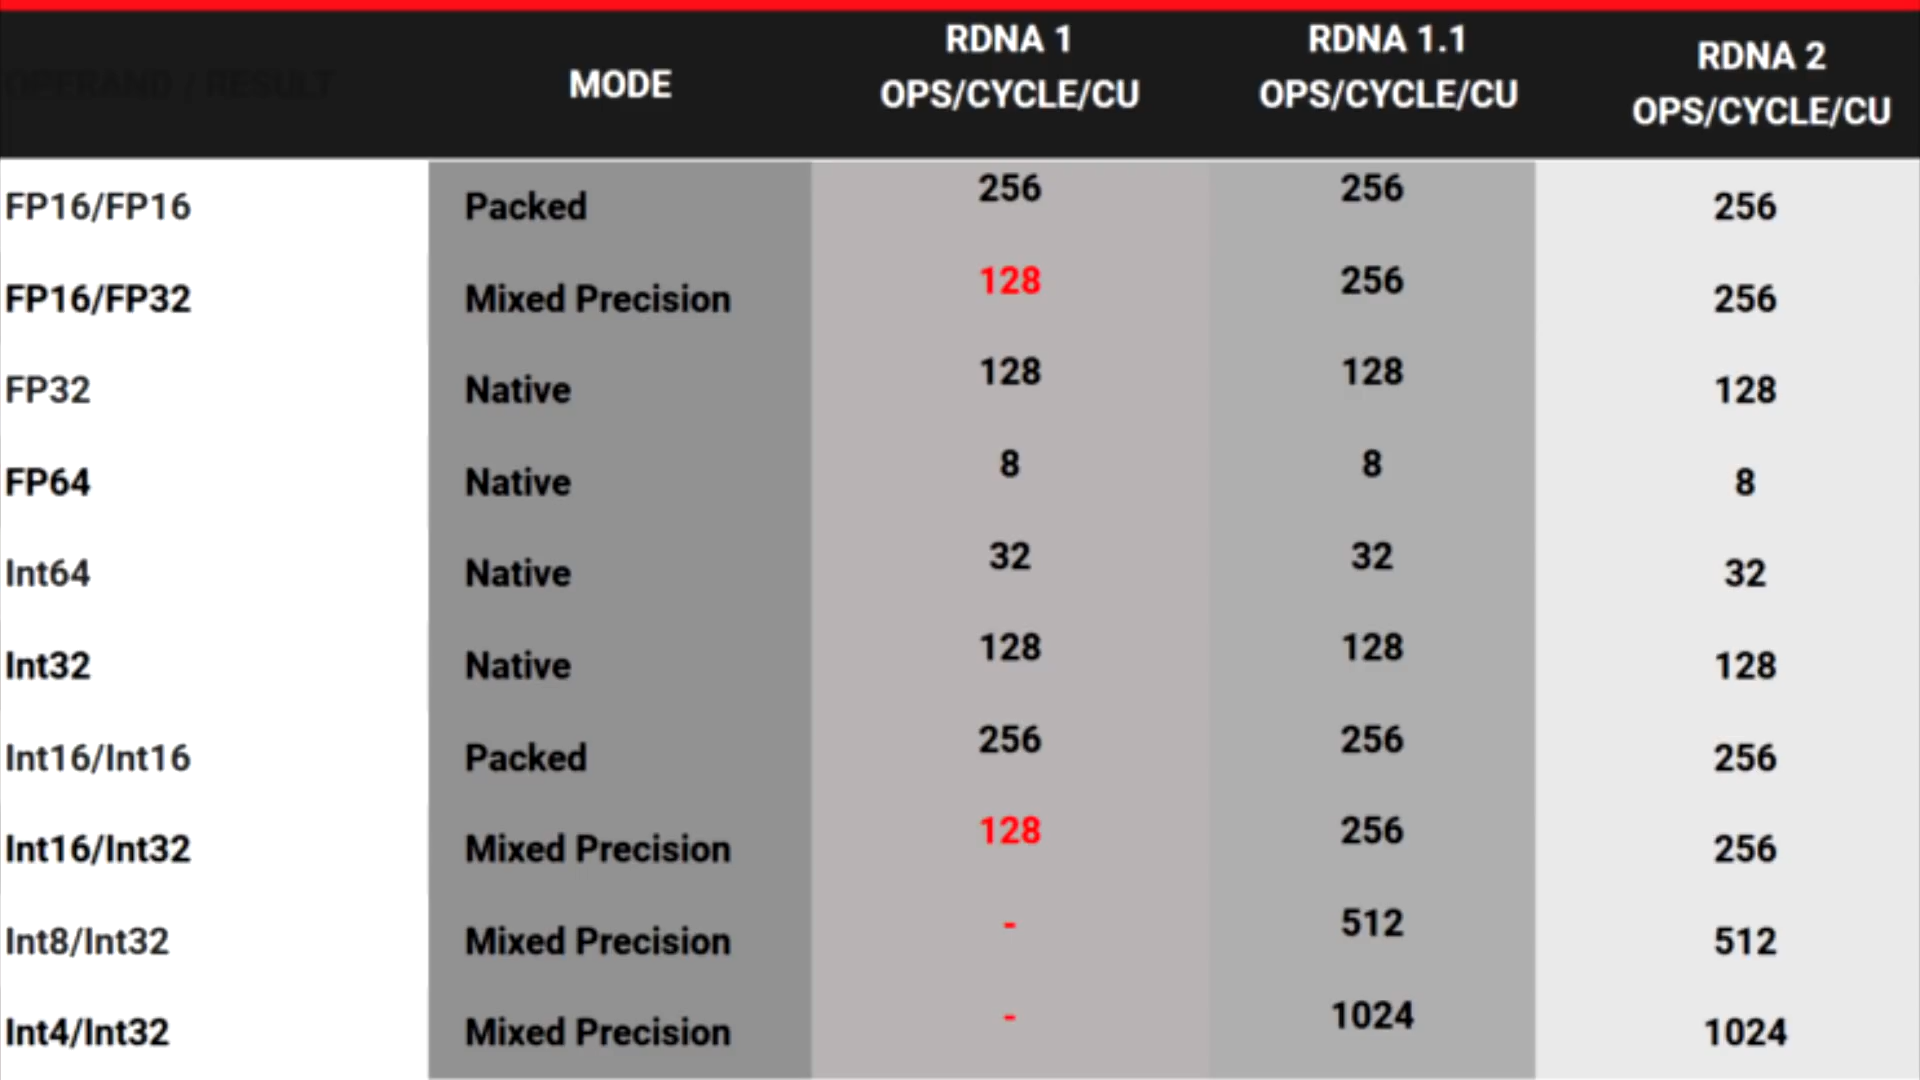 OPERAND / RESULT MODE RDNA 1 OPS/CYCLE/CU RDNA 1.1 OPS/CYCLE/CU RDNA 2 OPS/CYCLE/CU
FP16/FP16 Packed 256 256 256
FP16/FP32 Mixed Precision 128 256 256
FP32 Native 128 128 128
FP64 Native 8 8 8
Int64 Native 32 32 32
Int32 Native 128 128 128
Int16/Int16 Packed 256 256 256
Int16/Int32 Mixed Precision 128 256 256
Int8/Int32 Mixed Precision - 512 512
Int4/Int32 Mixed Precision - 1024 1024